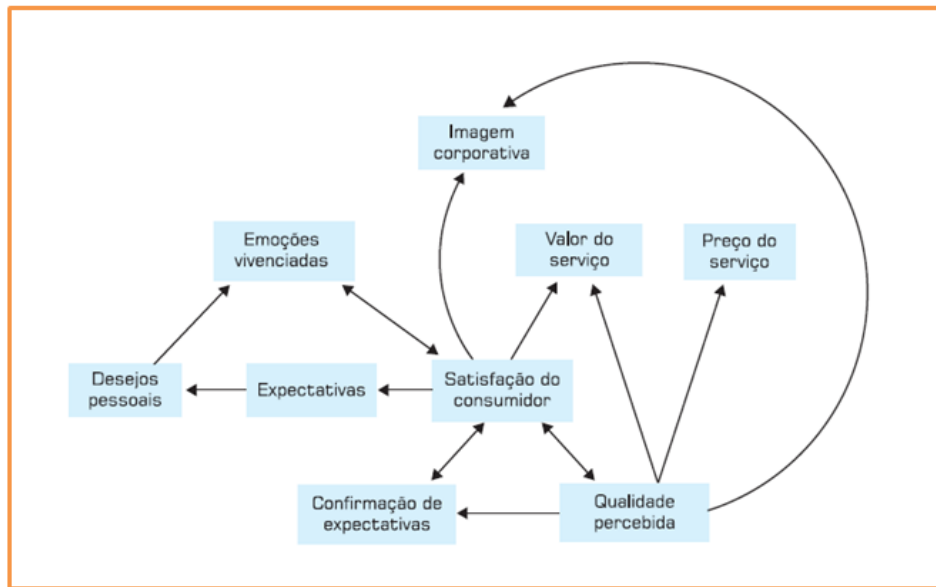 Imagem
corporativa
Emoções
vivenciadas
Valor do
serviço
Preço do
serviço
Desejos
pessoais
Expectativas
Satisfação do
consumidor
Confirmação de
expectativas
Qualidade
percebida